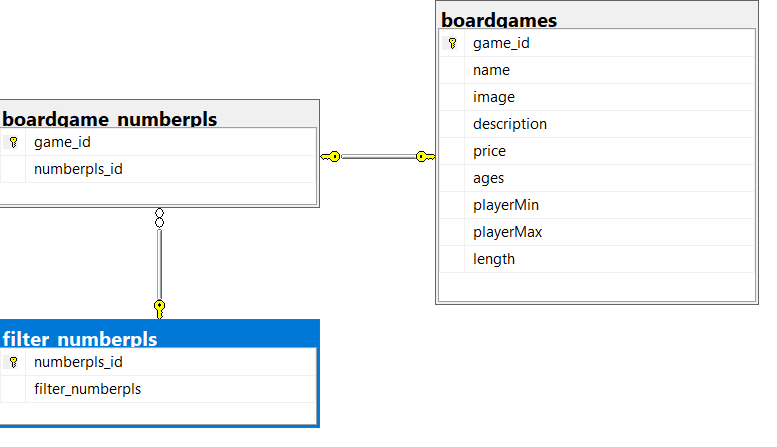 boardgames
game_id
name
image
description
price
ages
playerMin
playerMax
length
boardgame_numberpls
game_id
numberpls_id
filter_numberpls
numberpls_id
filter_numberpls